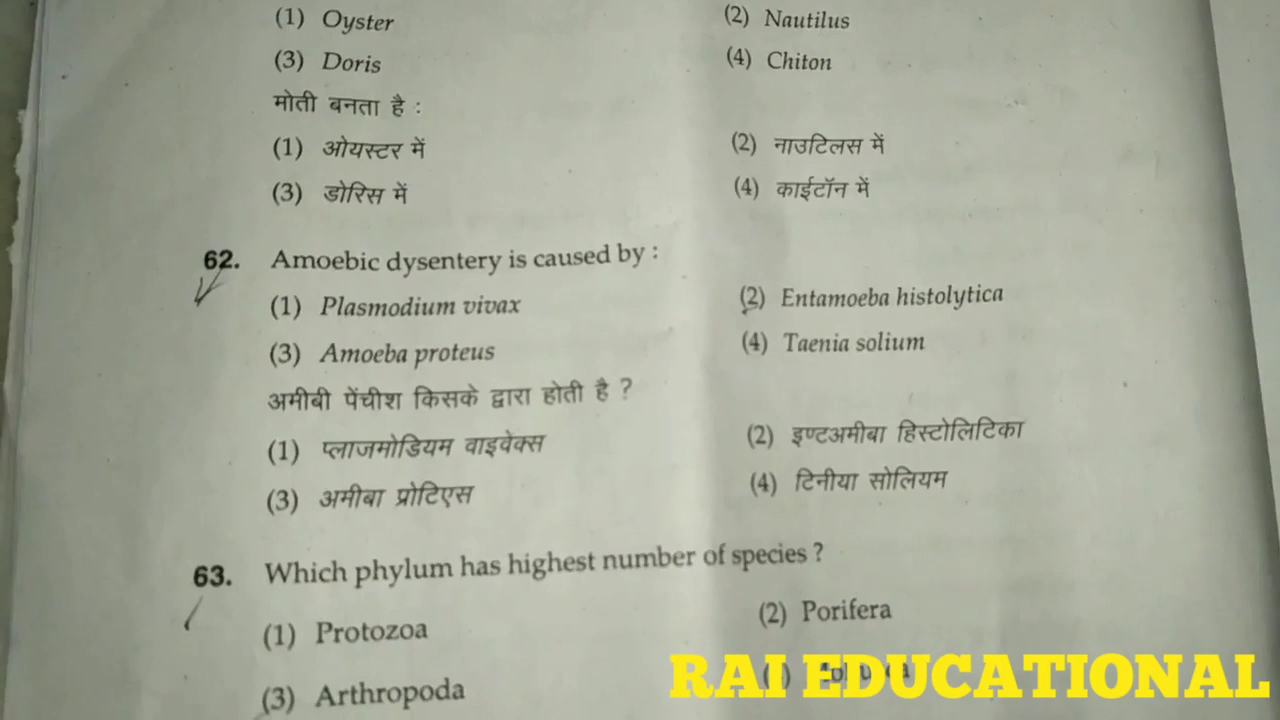 (1) Oyster (2) Nautilus
(3) Doris (4) Chiton
मोती बनता है :
(1) ओयस्टर में (2) नाउटिलस में
(3) डोरिस में (4) काईटॉन में
62. Amoebic dysentery is caused by :
(1) Plasmodium vivax (2) Entamoeba histolytica
(3) Amoeba proteus (4) Taenia solium
अमीबी पेंचीश किसके द्वारा होती है ?
(1) प्लाजमोडियम वाइवेक्स (2) इण्टअमीबा हिस्टोलिटिका
(3) अमीबा प्रोटिएस (4) टिनीया सोलियम
63. Which phylum has highest number of species ?
(1) Protozoa (2) Porifera
(3) Arthropoda
RAI EDUCATIONAL